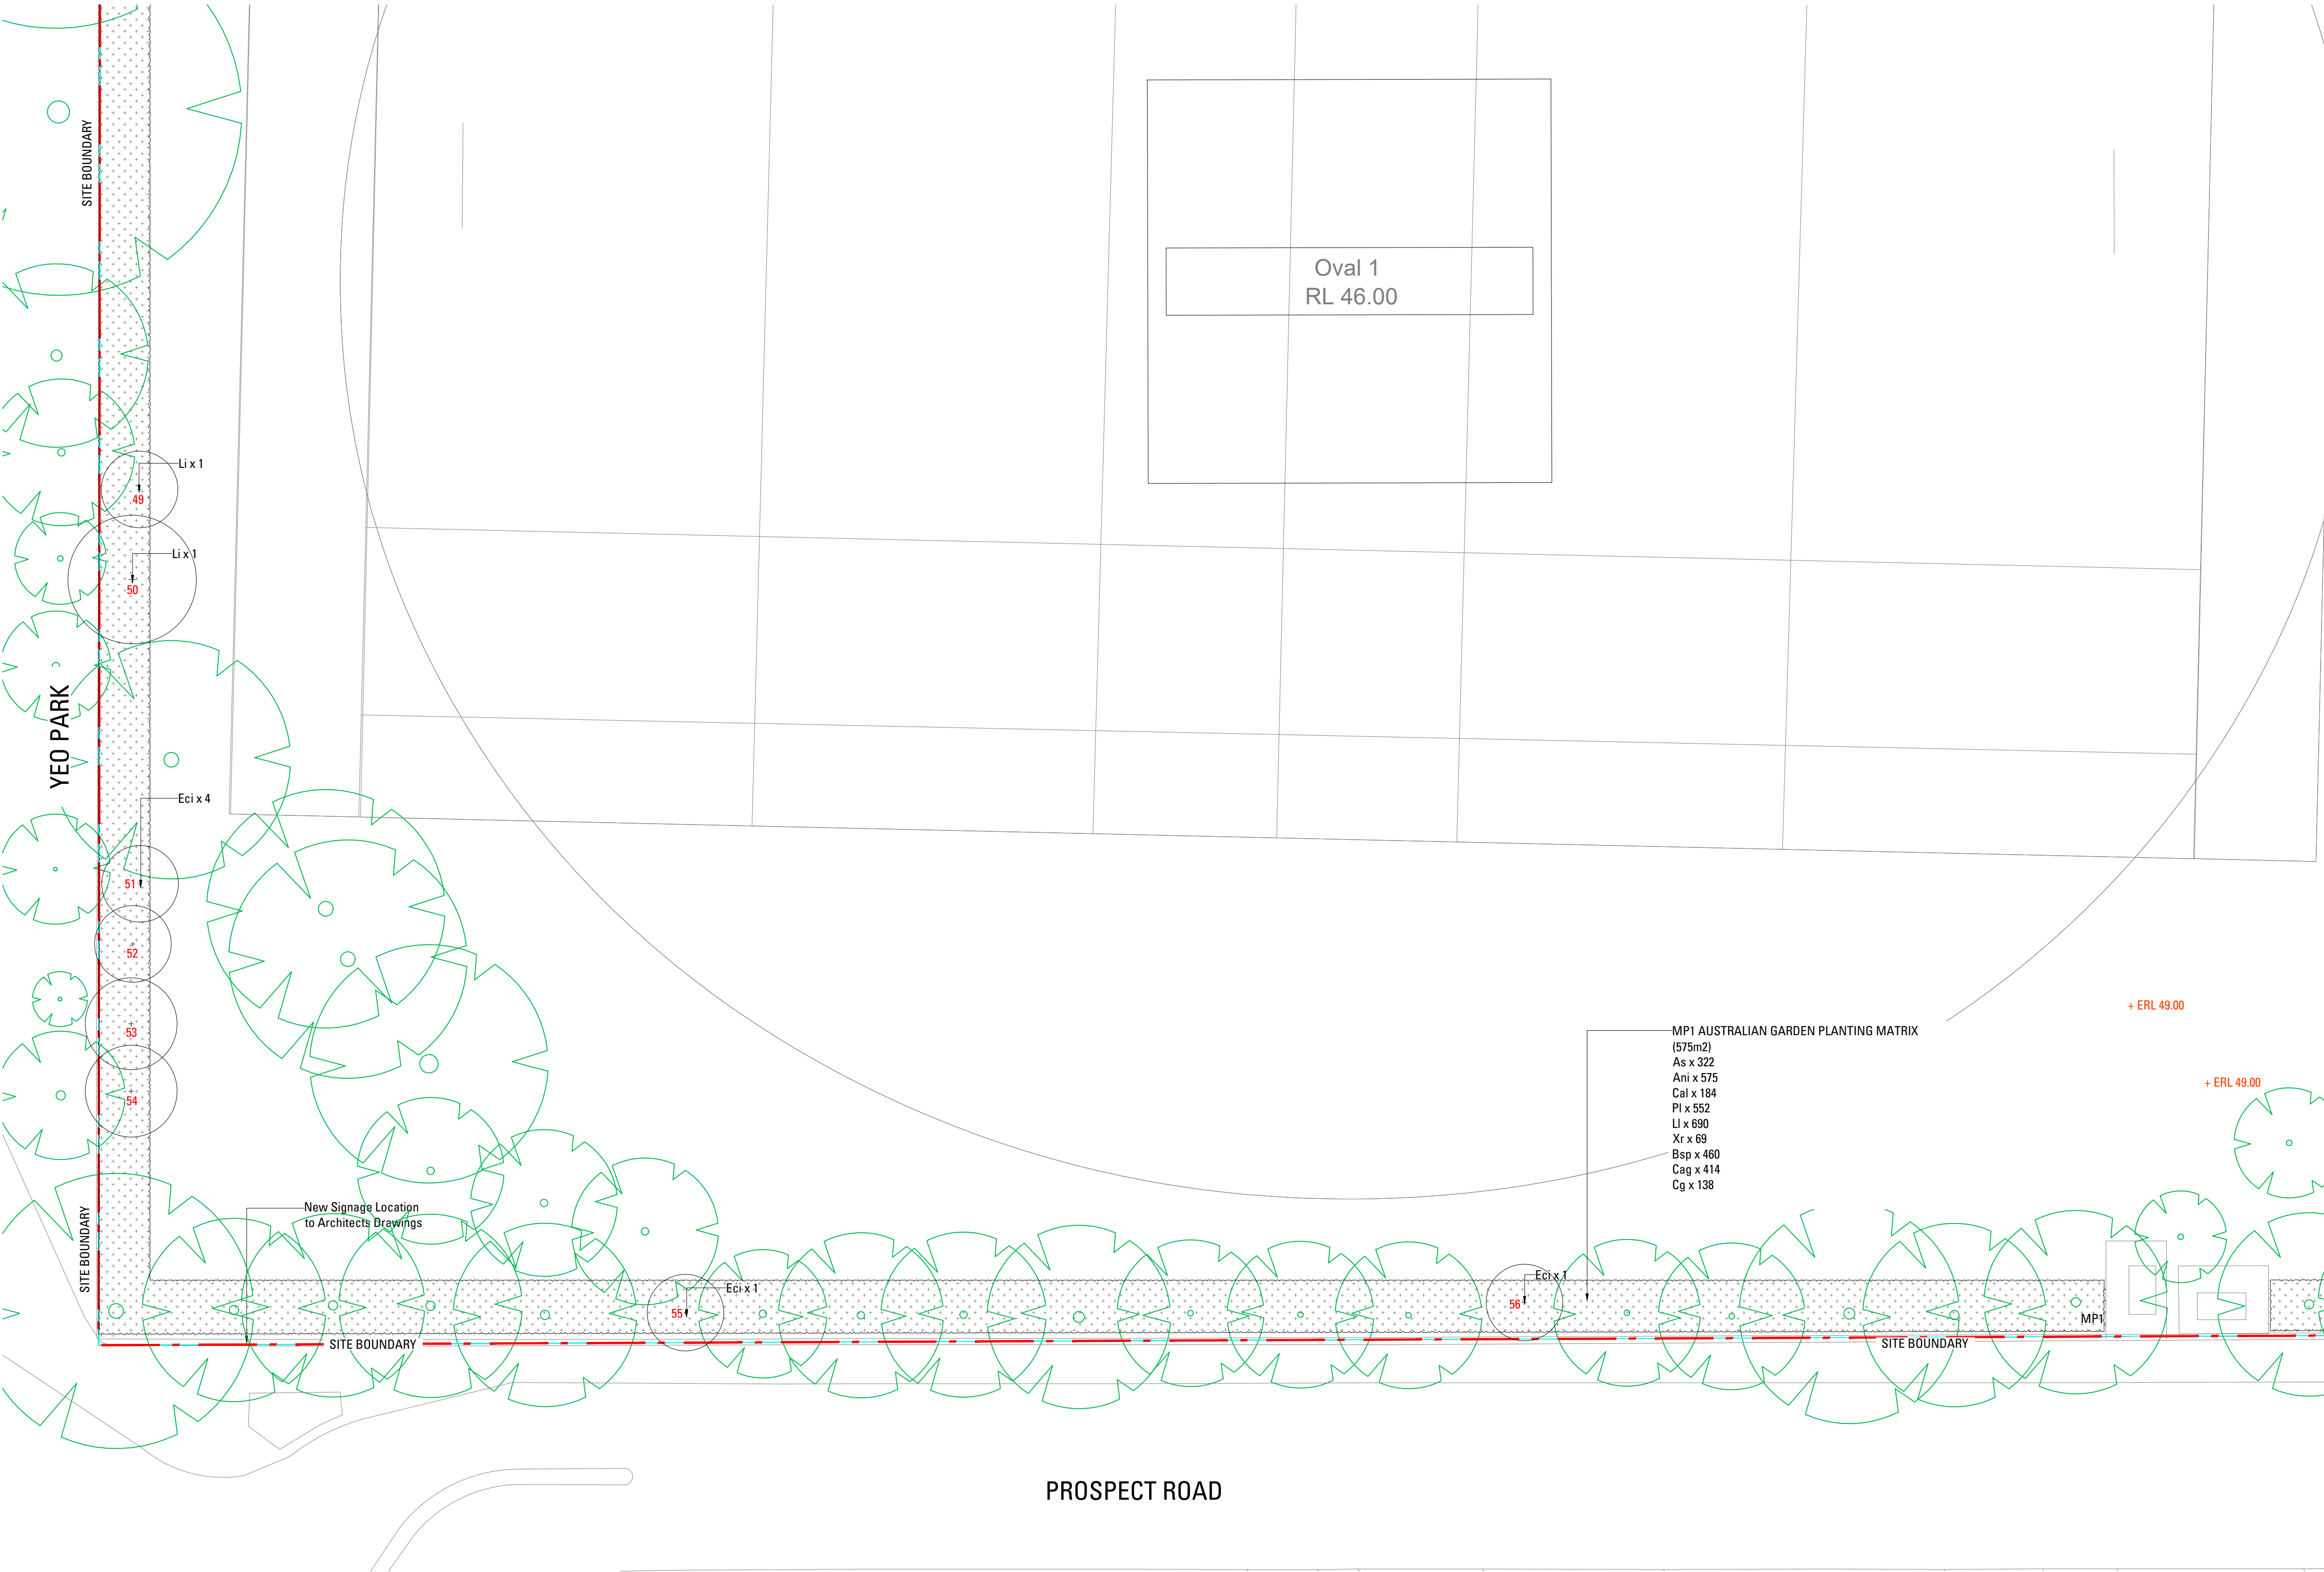 SITE BOUNDARY
Oval 1
RL 46.00
Li x 1
49
Li x 1
50
YEO PARK
Eci x 4
51
52
53
54
+ ERL 49.00
MP1 AUSTRALIAN GARDEN PLANTING MATRIX
(575m2)
As x 322
Ani x 575
Cal x 184
Pl x 552
Ll x 690
Xr x 69
Bsp x 460
Cag x 414
Cg x 138
+ ERL 49.00
New Signage Location
to Architects Drawings
SITE BOUNDARY
Eci x 1
55
Eci x 1
56
MP1
SITE BOUNDARY
SITE BOUNDARY
PROSPECT ROAD